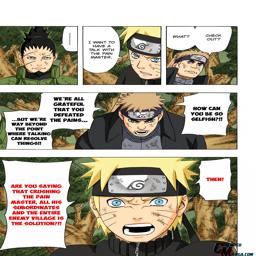 ..........
I WANT TO
HAVE A
TALK WITH
THE PAIN
MASTER.
WHAT?
CHECK
OUT?
WE'RE ALL
GRATEFUL
THAT YOU
DEFEATED
THE PAINS...
...BUT WE'RE
WAY BEYOND
THE POINT
WHERE TALKING
CAN RESOLVE
THINGS!!
HOW CAN
YOU BE SO
SELFISH?!!
THEN!
ARE YOU SAYING
THAT CRUSHING
THE PAIN
MASTER, ALL HIS
SUBORDINATES
AND THE ENTIRE
ENEMY VILLAGE IS
THE SOLUTION?!!